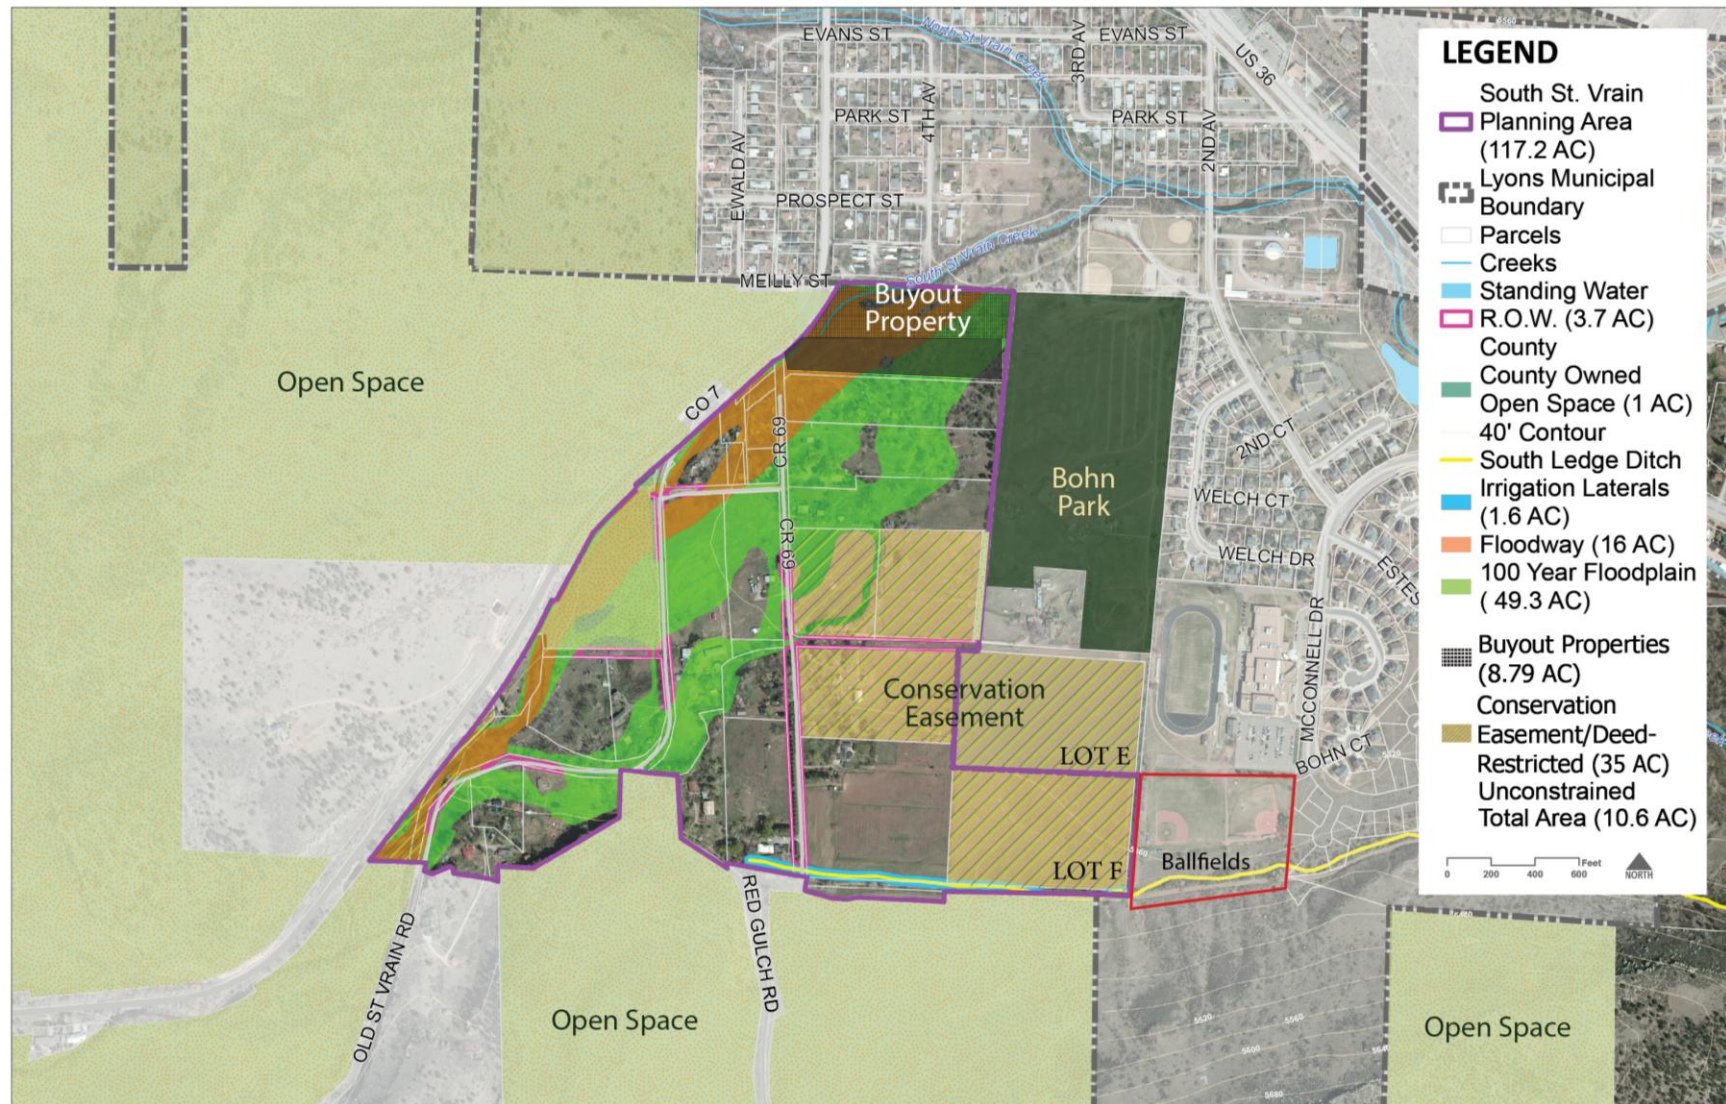 EVANS ST
North St Vrain Creek
3RD AV
EVANS ST
US 36
5560
PARK ST
4TH AV
PARK ST
2ND AV
EWALD AV
PROSPECT ST
South St Vrain Creek
MEILLY ST
Buyout
Property
Open Space
CO 7
CR 69
2ND CT
Bohn
Park
WELCH CT
CR 69
WELCH DR
ESTES
MCCONNELL DR
Conservation
Easement
LOT E
BOHN CT
LOT F
Ballfields
RED GULCH RD
OLD ST VRAIN RD
Open Space
Open Space
5520
5560
5600
5640
5680
LEGEND
South St. Vrain
Planning Area
(117.2 AC)
Lyons Municipal
Boundary
Parcels
Creeks
Standing Water
R.O.W. (3.7 AC)
County
County Owned
Open Space (1 AC)
40' Contour
South Ledge Ditch
Irrigation Laterals
(1.6 AC)
Floodway (16 AC)
100 Year Floodplain
( 49.3 AC)
Buyout Properties
(8.79 AC)
Conservation
Easement/Deed-
Restricted (35 AC)
Unconstrained
Total Area (10.6 AC)
Feet
0 200 400 600
NORTH